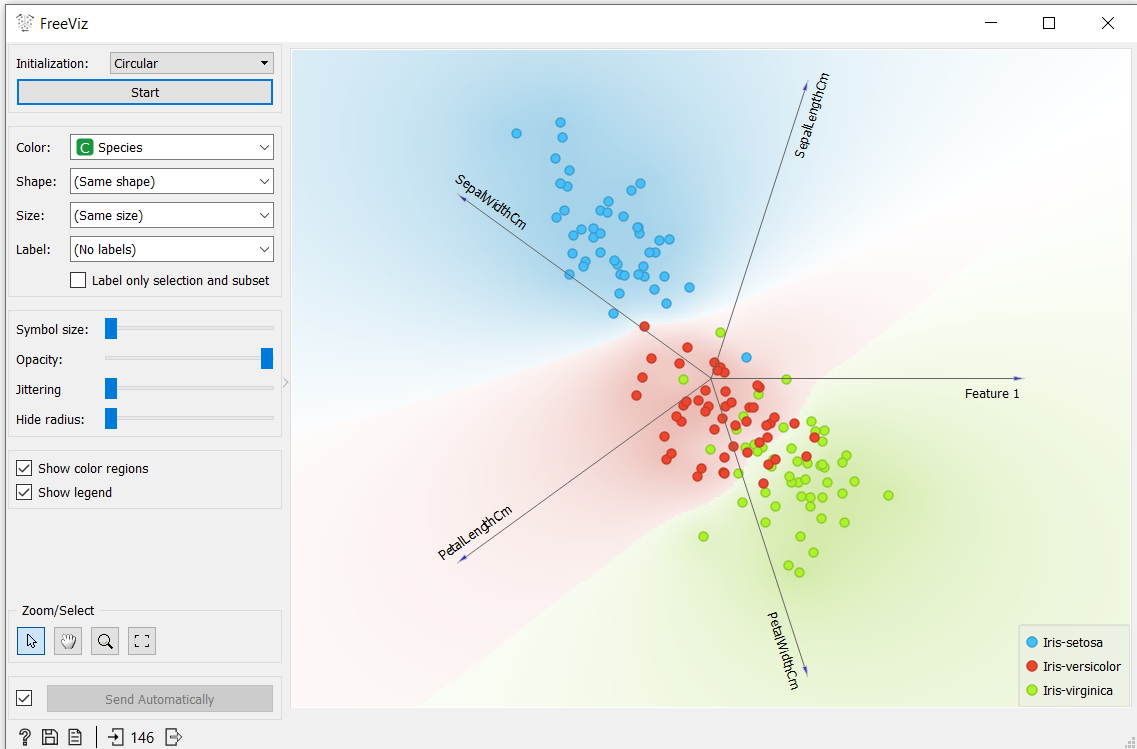 FreeViz
Initialization: Circular
Start
Color: C Species
Shape: (Same shape)
Size: (Same size)
Label: (No labels)
Label only selection and subset
Symbol size:
Opacity:
Jittering
Hide radius:
Show color regions
Show legend
Zoom/Select
Send Automatically
? 146
SepalLengthCm
SepalWidthCm
Feature 1
PetalLengthCm
PetalWidthCm
Iris-setosa
Iris-versicolor
Iris-virginica